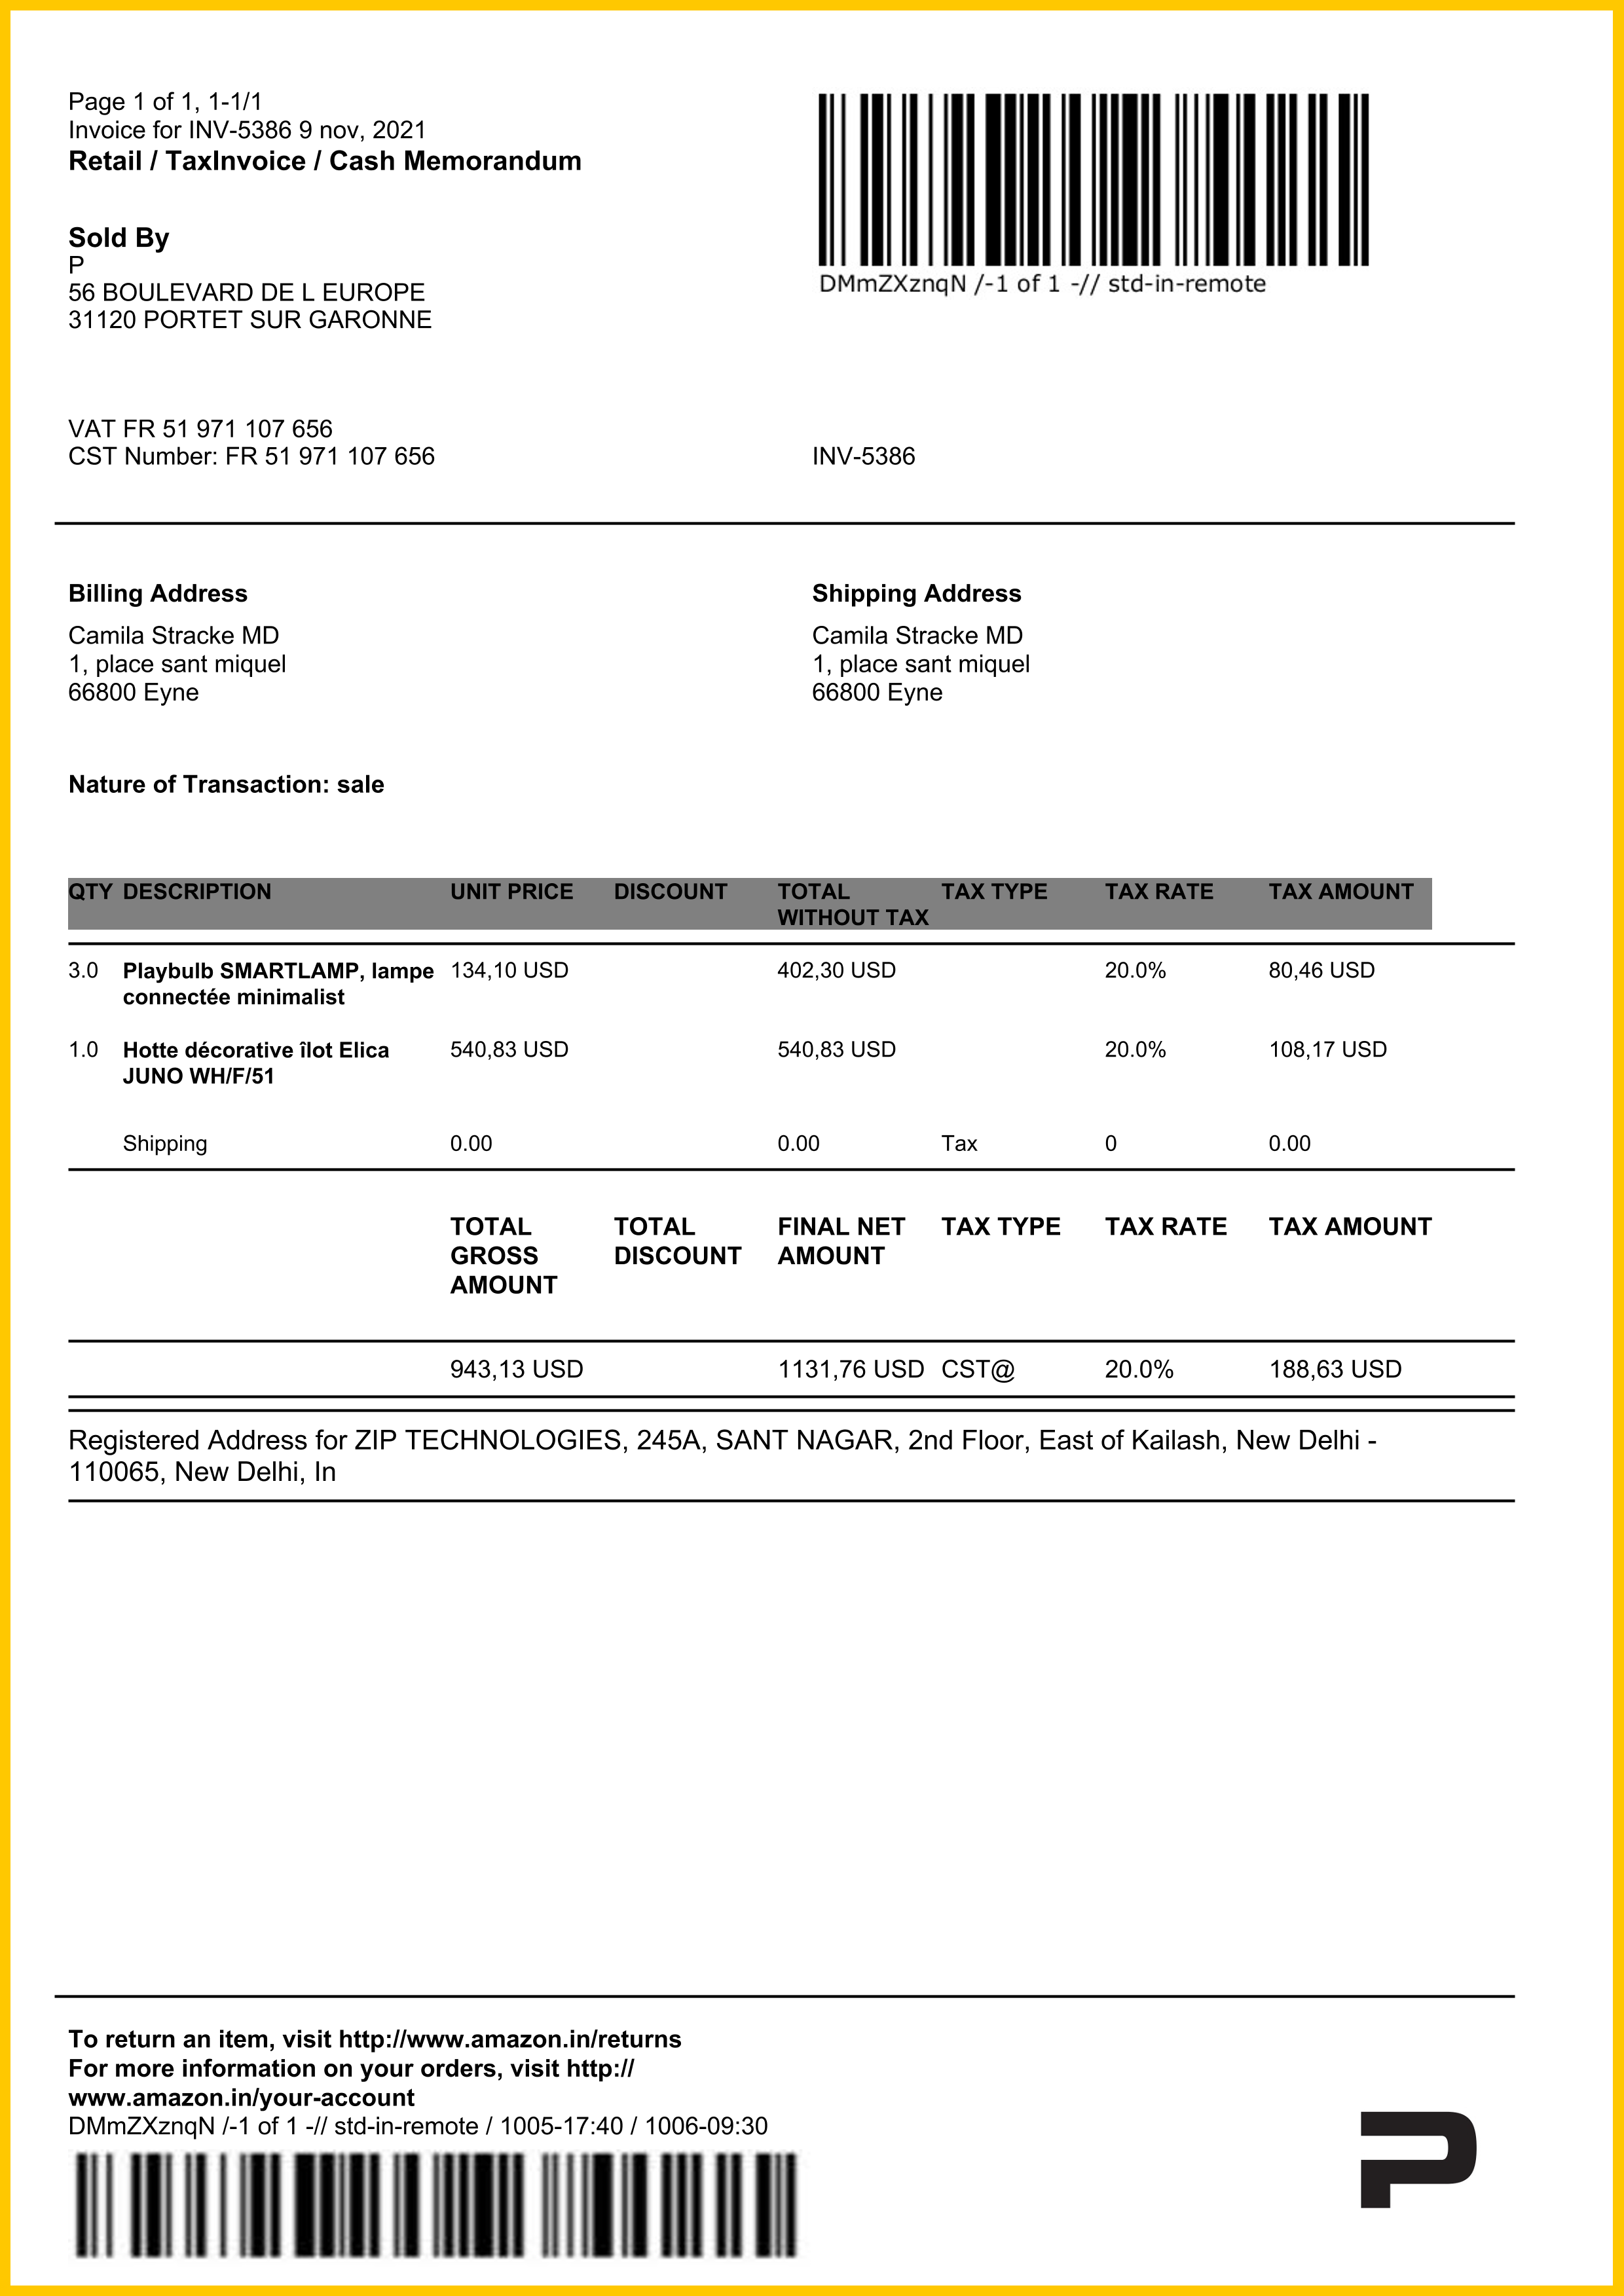 Page 1 of 1, 1-1/1
Invoice for INV-5386 9 nov, 2021
Retail / TaxInvoice / Cash Memorandum
DMmZXznqN /-1 of 1 -// std-in-remote
Sold By
P
56 BOULEVARD DE L EUROPE
31120 PORTET SUR GARONNE
VAT FR 51 971 107 656
CST Number: FR 51 971 107 656
INV-5386
Billing Address
Camila Stracke MD
1, place sant miquel
66800 Eyne
Shipping Address
Camila Stracke MD
1, place sant miquel
66800 Eyne
Nature of Transaction: sale
QTY DESCRIPTION UNIT PRICE DISCOUNT TOTAL TAX TYPE TAX RATE TAX AMOUNT
WITHOUT TAX
3.0 Playbulb SMARTLAMP, lampe 134,10 USD 402,30 USD 20.0% 80,46 USD
connectée minimalist
1.0 Hotte décorative îlot Elica 540,83 USD 540,83 USD 20.0% 108,17 USD
JUNO WH/F/51
Shipping 0.00 0.00 Tax 0 0.00
TOTAL TOTAL FINAL NET TAX TYPE TAX RATE TAX AMOUNT
GROSS DISCOUNT AMOUNT
AMOUNT
943,13 USD 1131,76 USD CST@ 20.0% 188,63 USD
Registered Address for ZIP TECHNOLOGIES, 245A, SANT NAGAR, 2nd Floor, East of Kailash, New Delhi -
110065, New Delhi, In
To return an item, visit http://www.amazon.in/returns
For more information on your orders, visit http://
www.amazon.in/your-account
DMmZXznqN /-1 of 1 -// std-in-remote / 1005-17:40 / 1006-09:30
P